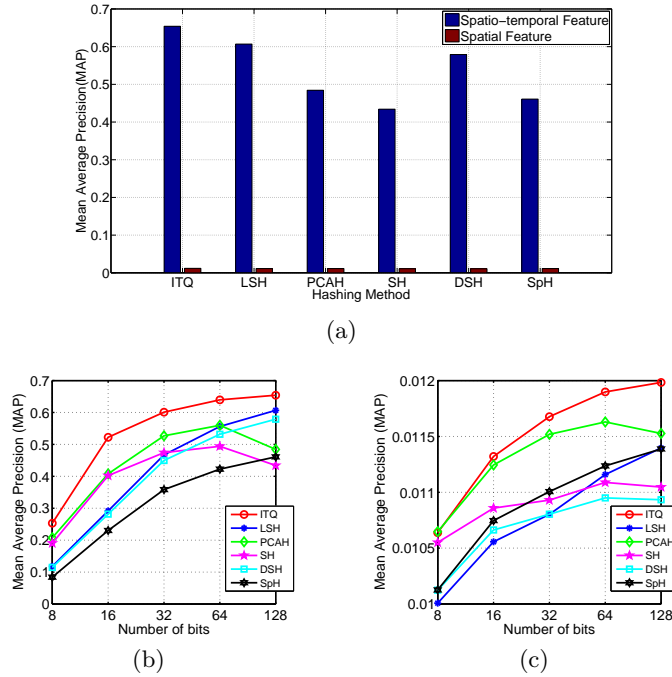 0.7
0.6
0.5
0.4
0.3
0.2
0.1
0
Mean Average Precision(MAP)
Spatio-temporal Feature
Spatial Feature
ITQ LSH PCAH SH DSH SpH
Hashing Method
(a)
0.7
0.6
0.5
0.4
0.3
0.2
0.1
0
Mean Average Precision (MAP)
ITQ
LSH
PCAH
SH
DSH
SpH
8 16 32 64 128
Number of bits
(b)
0.012
0.0115
0.011
0.0105
0.01
Mean Average Precision (MAP)
ITQ
LSH
PCAH
SH
DSH
SpH
8 16 32 64 128
Number of bits
(c)